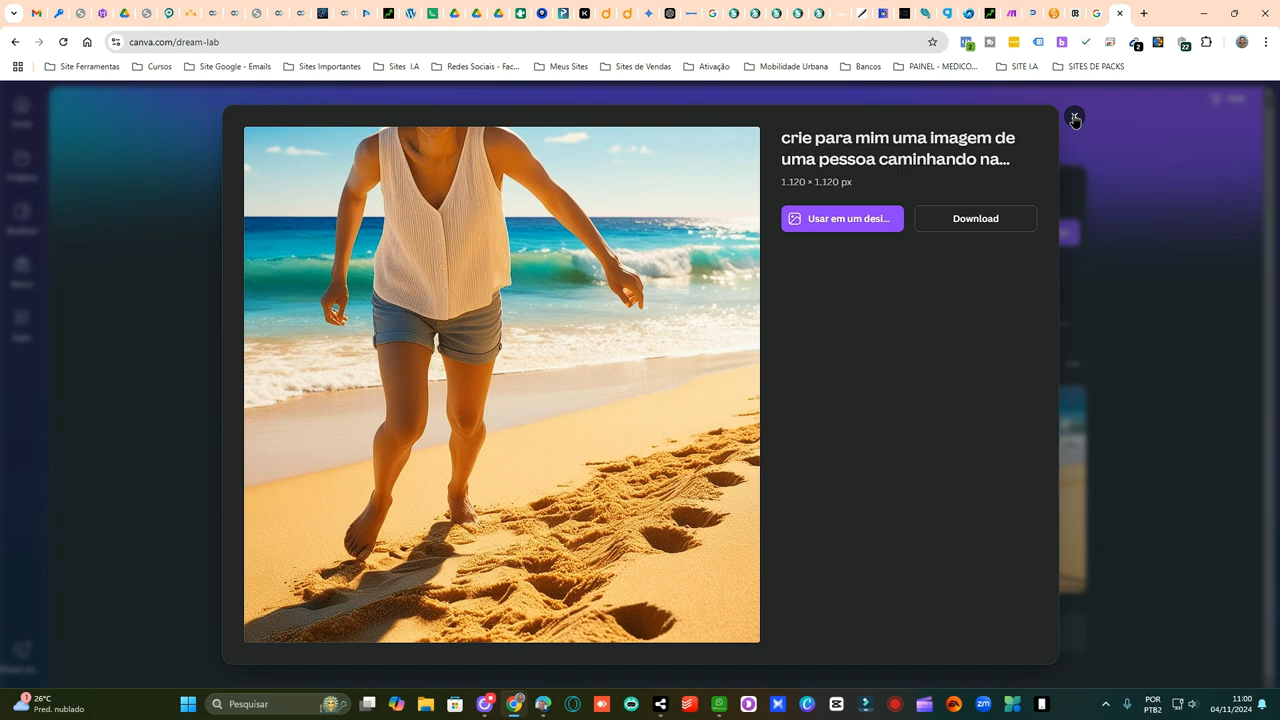 canva.com/dream-lab
Site Ferramentas
Cursos
Site Google - Emails
Sites Importantes
Sites I.A
Redes Sociais - Fac...
Meus Sites
Sites de Vendas
Ativação
Mobilidade Urbana
Bancos
PAINEL - MEDICO...
SITE I.A
SITES DE PACKS
crie para mim uma imagem de
uma pessoa caminhando na...
1.120 × 1.120 px
Usar em um desi...
Download
26°C
Pred. nublado
Pesquisar
POR
PTB2
11:00
04/11/2024